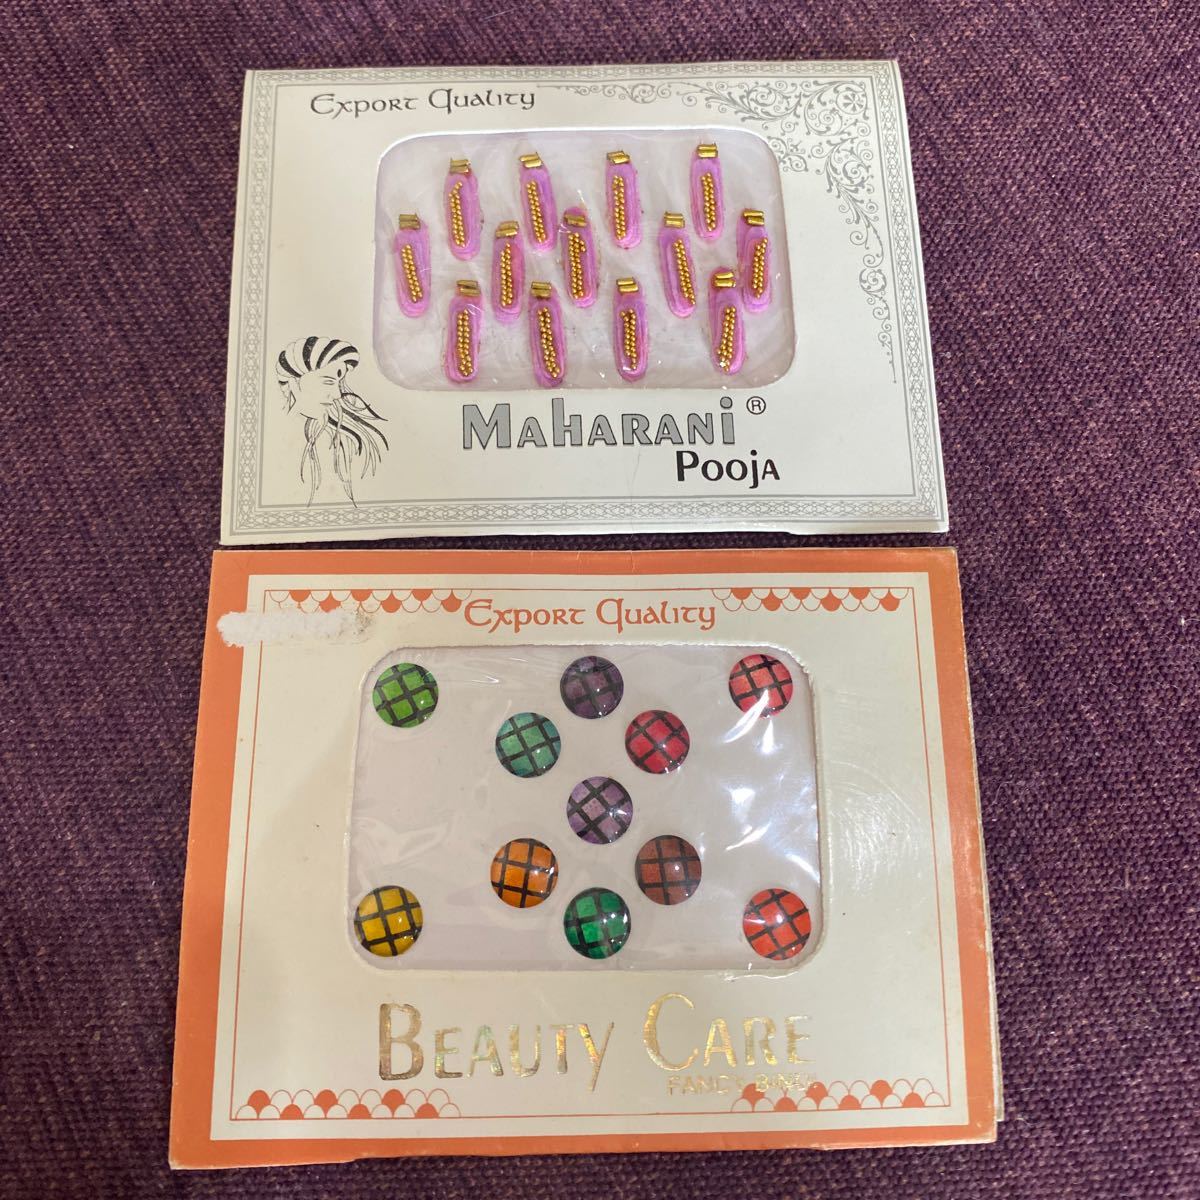 Export Quality
MAHARANI ®
POOJA
Export Quality
BEAUTY CARE
FANCY BINDI